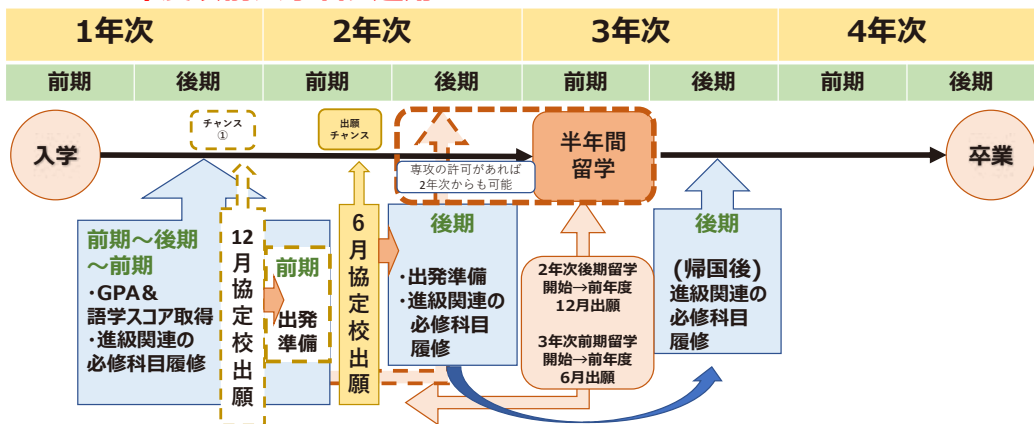 1年次 2年次 3年次 4年次
前期 後期 前期 後期 前期 後期 前期 後期
チャンス
①
出願
チャンス
入学
半年間
留学
卒業
専攻の許可があれば
2年次からも可能
前期～後期
～前期
・GPA&
語学スコア取得
・進級関連の
必修科目履修
12月協定校出願
前期
出発
準備
6月協定校出願
後期
・出発準備
・進級関連の
必修科目
履修
2年次後期留学
開始→前年度
12月出願
3年次前期留学
開始→前年度
6月出願
後期
(帰国後)
進級関連の
必修科目
履修